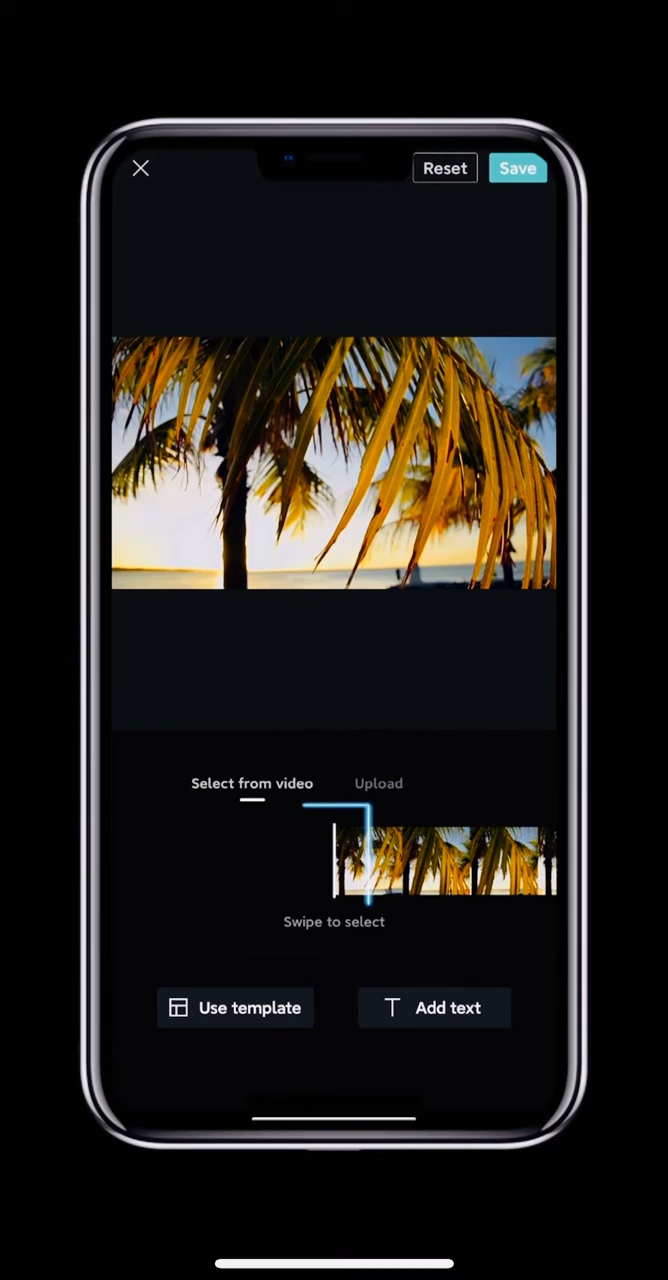 Reset
Save
Select from video
Upload
Swipe to select
Use template
Add text